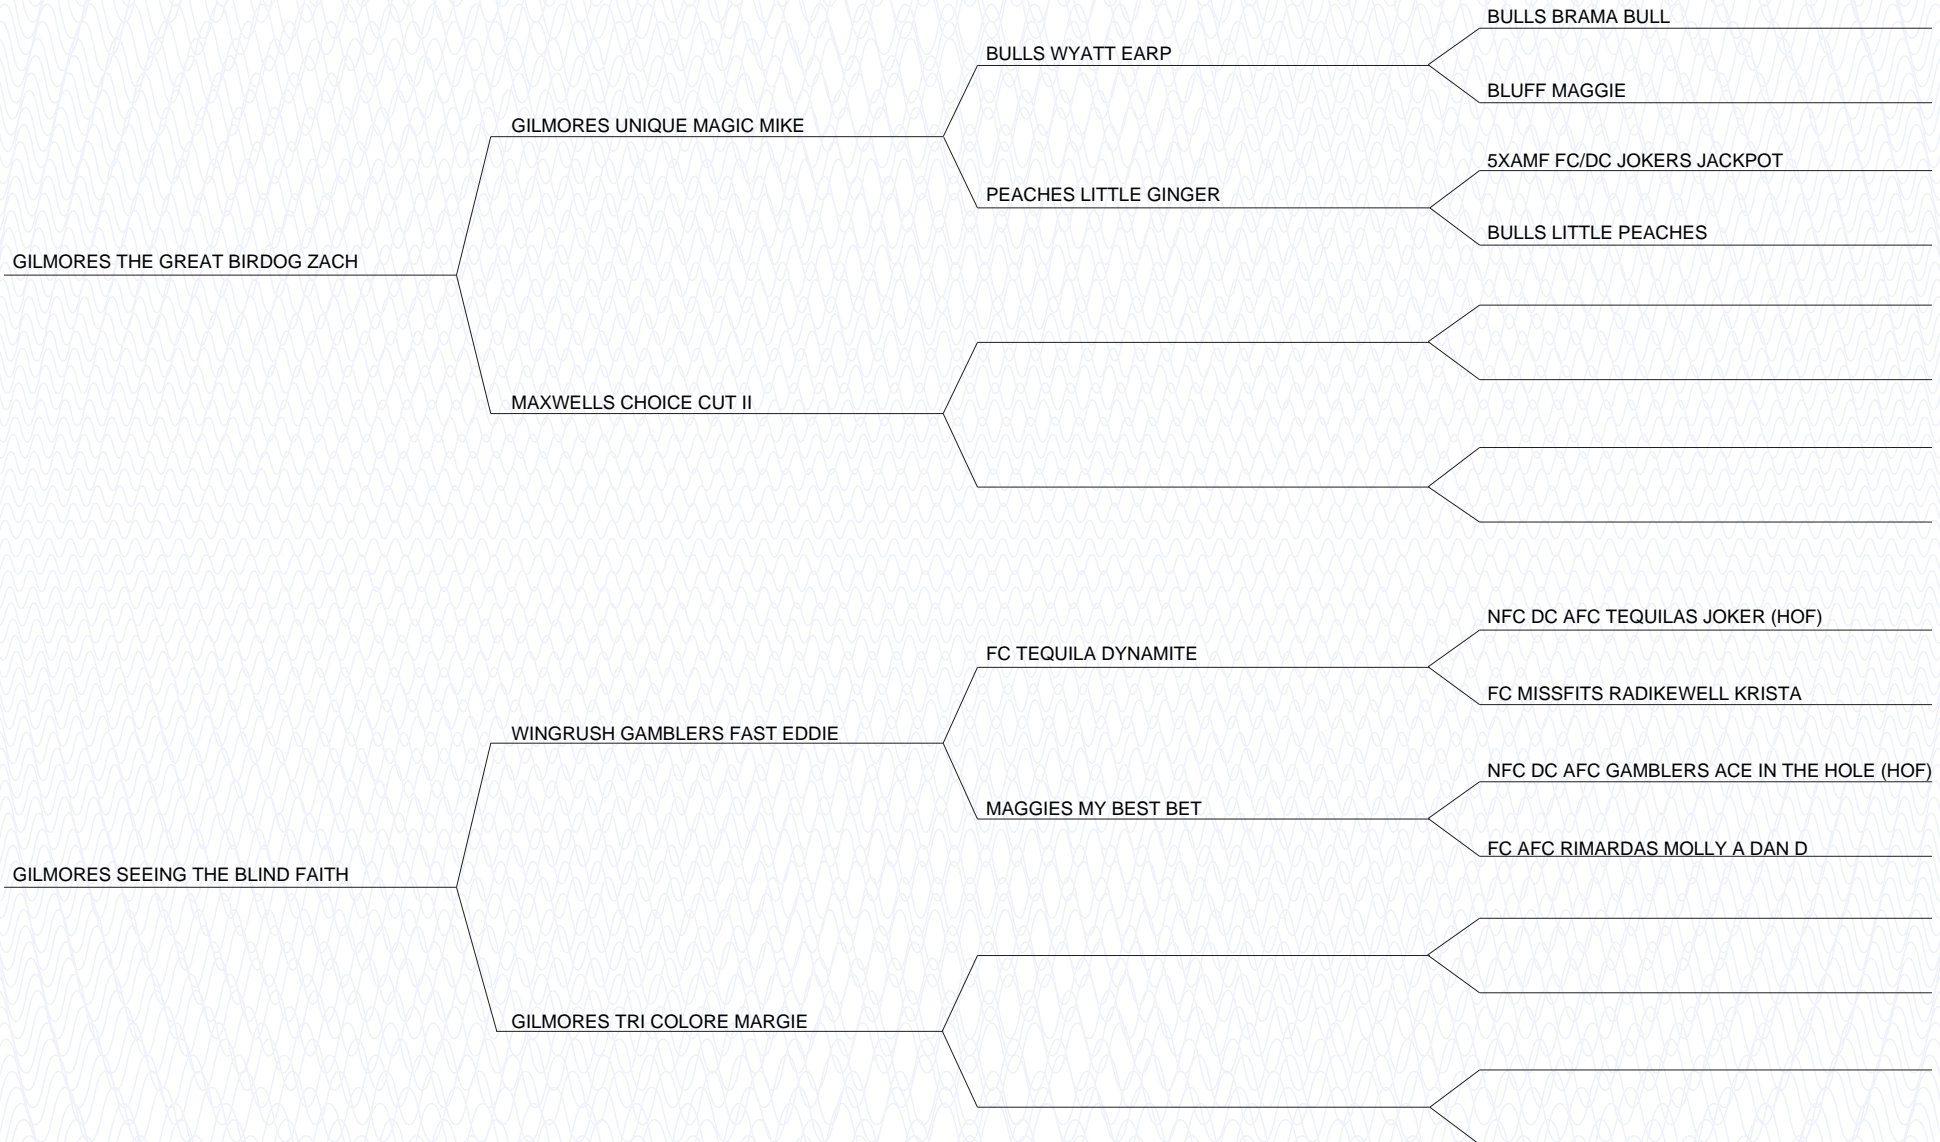 BULLS BRAMA BULL
BULLS WYATT EARP
BLUFF MAGGIE
GILMORES UNIQUE MAGIC MIKE
5XAMF FC/DC JOKERS JACKPOT
PEACHES LITTLE GINGER
BULLS LITTLE PEACHES
GILMORES THE GREAT BIRDOG ZACH
MAXWELLS CHOICE CUT II
NFC DC AFC TEQUILAS JOKER (HOF)
FC TEQUILA DYNAMITE
FC MISSFITS RADIKEWELL KRISTA
WINGRUSH GAMBLERS FAST EDDIE
NFC DC AFC GAMBLERS ACE IN THE HOLE (HOF)
MAGGIES MY BEST BET
FC AFC RIMARDAS MOLLY A DAN D
GILMORES SEEING THE BLIND FAITH
GILMORES TRI COLORE MARGIE